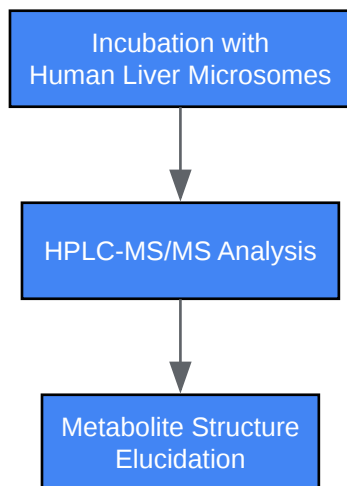 Incubation with
Human Liver Microsomes
HPLC-MS/MS Analysis
Metabolite Structure
Elucidation